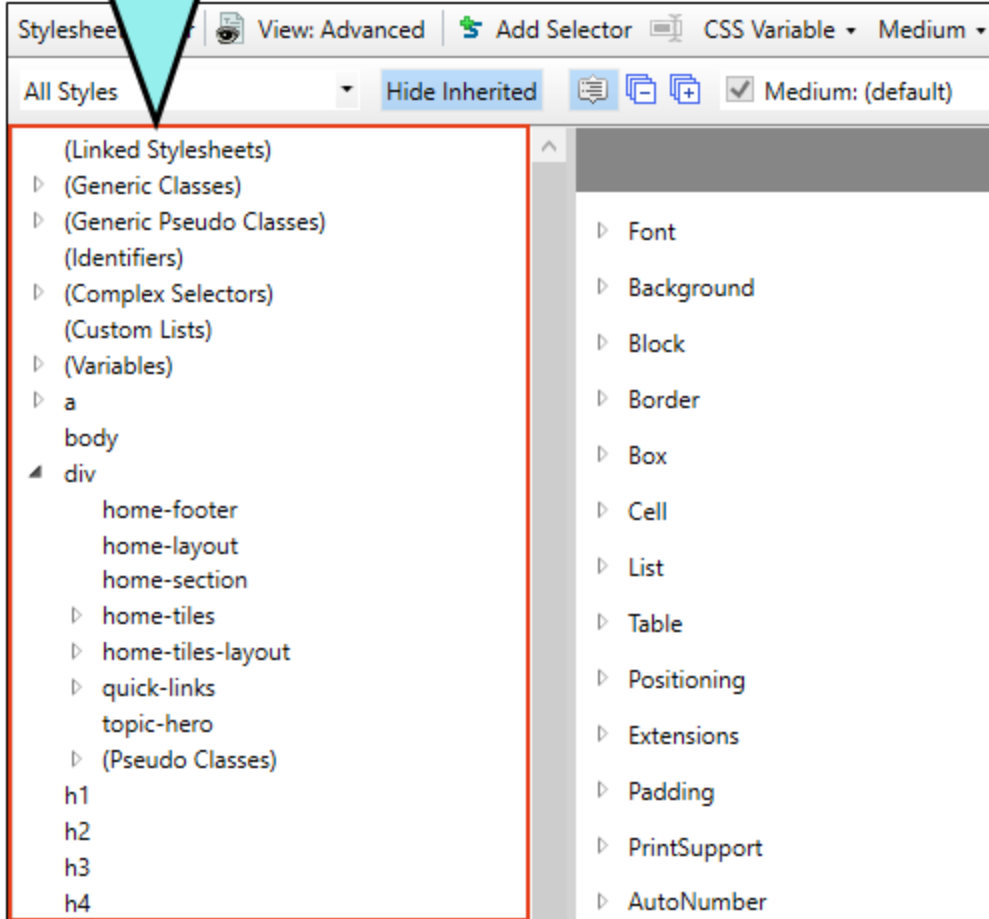 Styleshee View: Advanced Add Selector CSS Variable Medium
All Styles Hide Inherited Medium: (default)
(Linked Stylesheets)
(Generic Classes)
(Generic Pseudo Classes)
(Identifiers)
(Complex Selectors)
(Custom Lists)
(Variables)
a
body
div
home-footer
home-layout
home-section
home-tiles
home-tiles-layout
quick-links
topic-hero
(Pseudo Classes)
h1
h2
h3
h4
Font
Background
Block
Border
Box
Cell
List
Table
Positioning
Extensions
Padding
PrintSupport
AutoNumber